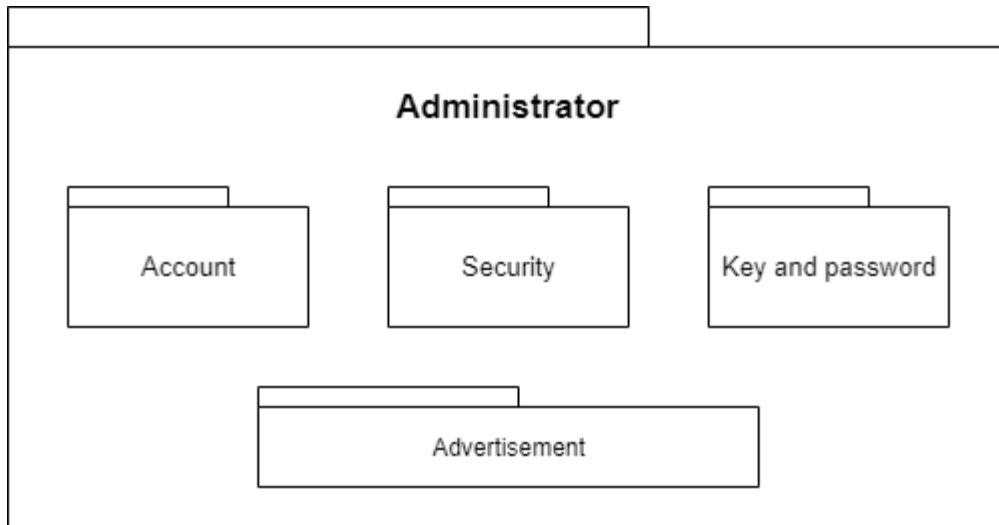 Administrator
Account
Security
Key and password
Advertisement